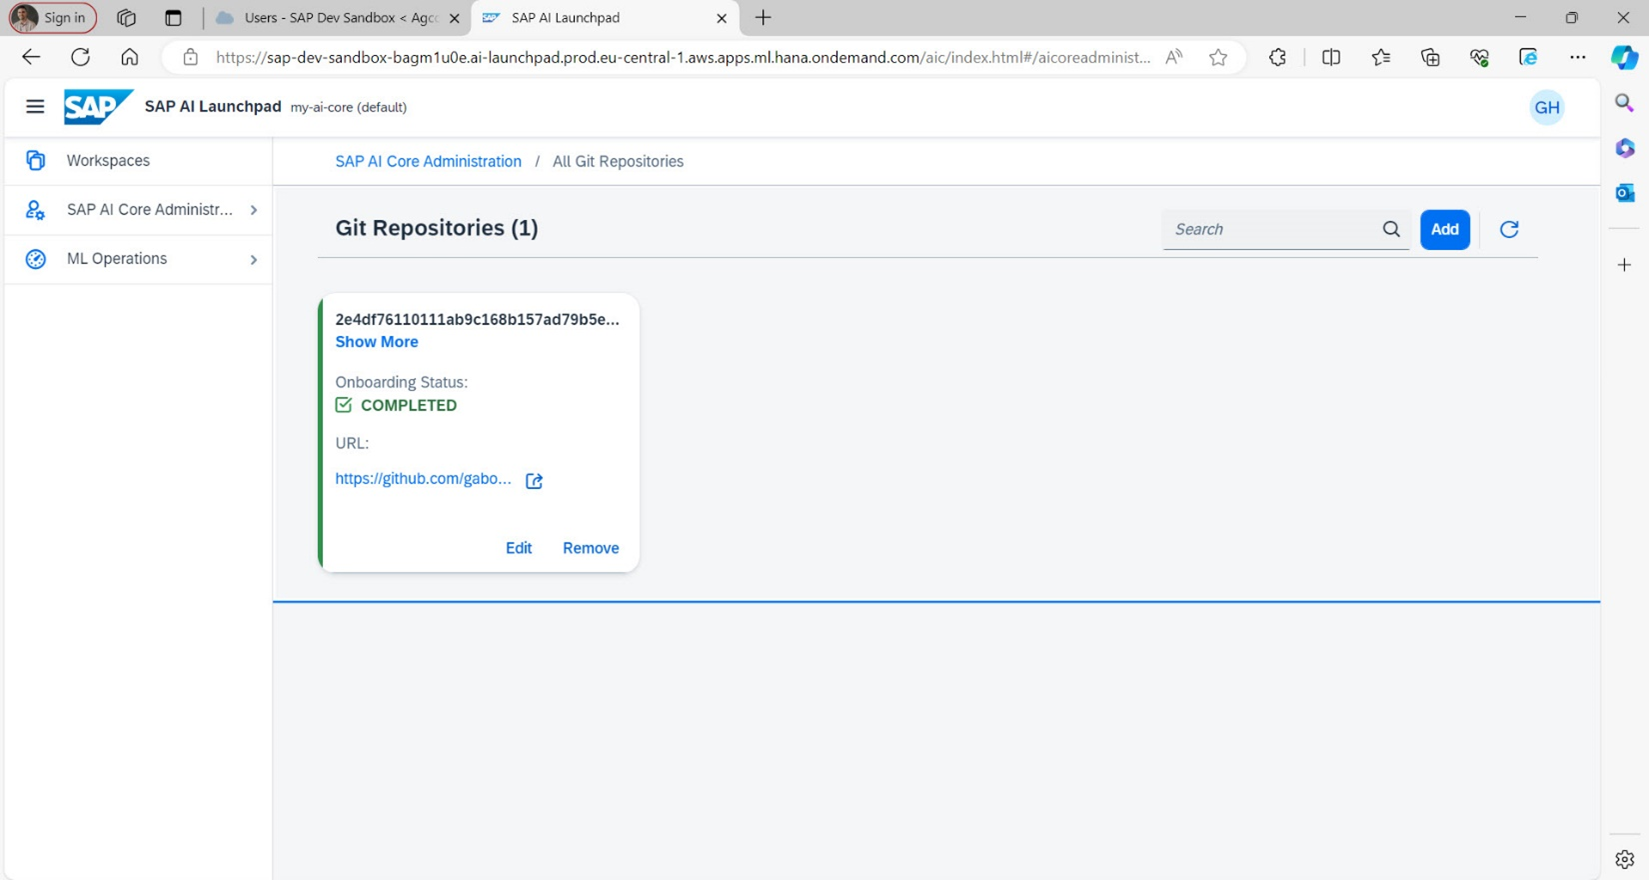 Sign in
Users - SAP Dev Sandbox < Agco
SAP AI Launchpad
https://sap-dev-sandbox-bagm1u0e.ai-launchpad.prod.eu-central-1.aws.apps.ml.hana.ondemand.com/aic/index.html#/aicoreadminist...
SAP
SAP AI Launchpad my-ai-core (default)
GH
Workspaces
SAP AI Core Administr...
ML Operations
SAP AI Core Administration / All Git Repositories
Git Repositories (1)
Search
Add
2e4df76110111ab9c168b157ad79b5e...
Show More
Onboarding Status:
COMPLETED
URL:
https://github.com/gabo...
Edit Remove